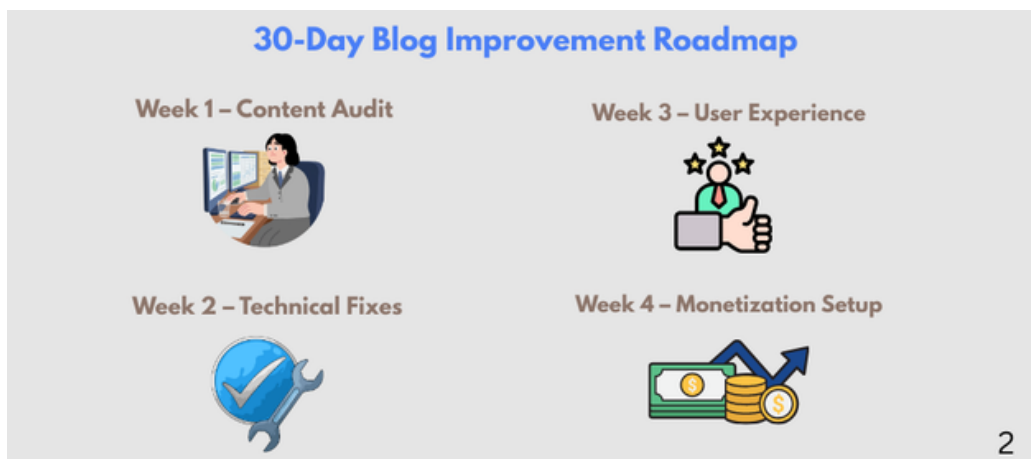 30-Day Blog Improvement Roadmap
Week 1 – Content Audit
Week 2 – Technical Fixes
Week 3 – User Experience
Week 4 – Monetization Setup
$
$
2